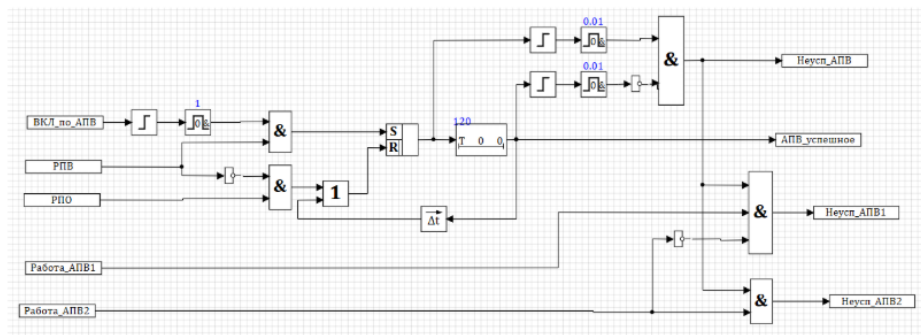 0.01
0.01
&
Неусп_АПВ
1
120
ВКЛ_по_АПВ
0
&
S
R
T 0 0
АПВ_успешное
РПВ
&
1
РПО
Δt
&
Неусп_АПВ1
Работа_АПВ1
Работа_АПВ2
&
Неусп_АПВ2